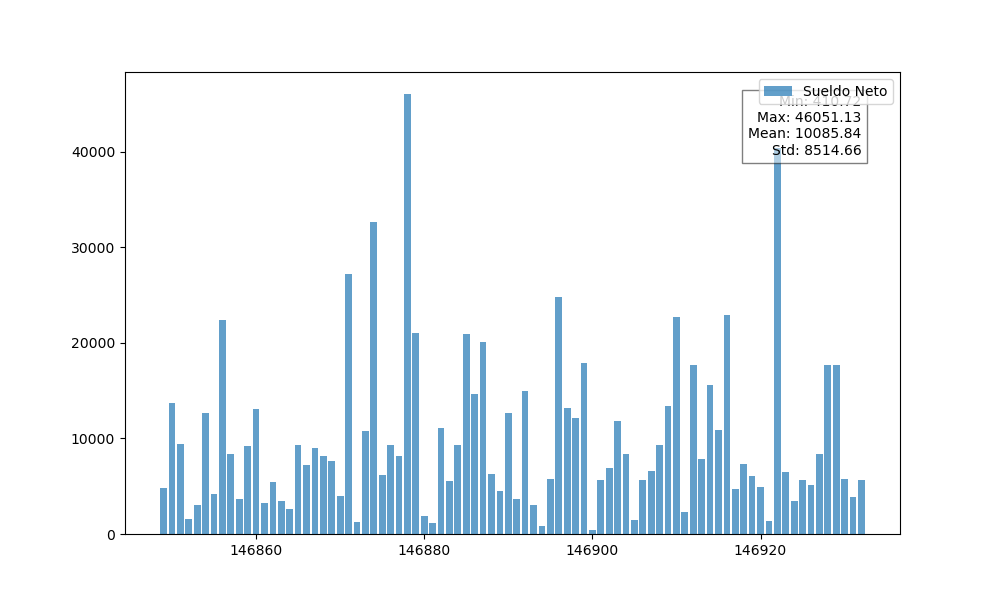 Sueldo Neto
Min: 410.72
Max: 46051.13
Mean: 10085.84
Std: 8514.66
40000
30000
20000
10000
0
146860 146880 146900 146920